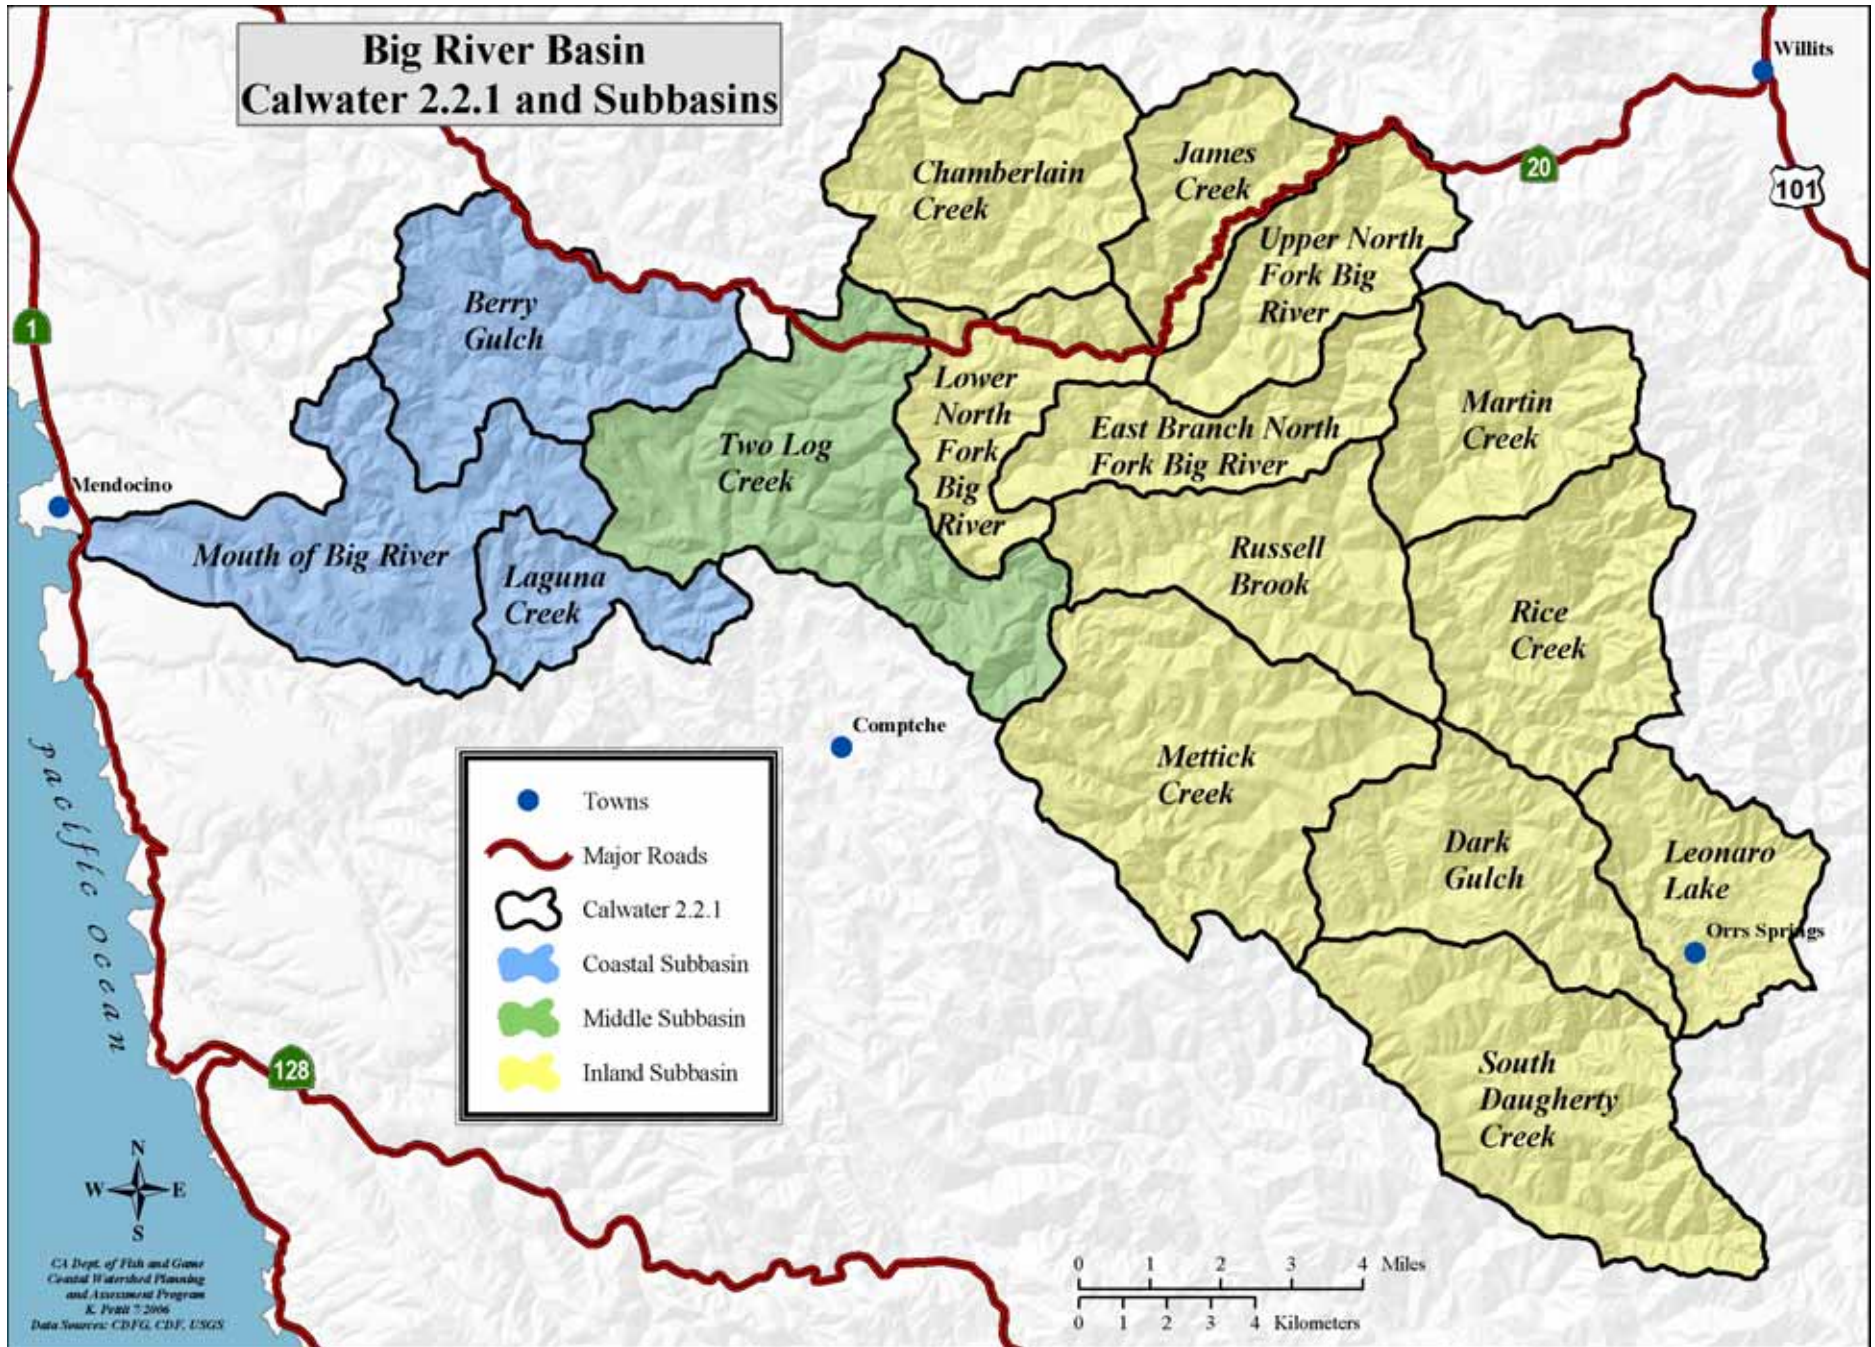 Big River Basin
Calwater 2.2.1 and Subbasins
Willits
20
101
1
Chamberlain
Creek
James
Creek
Upper North
Fork Big
River
Berry
Gulch
Lower
North
Fork
Big
River
East Branch North
Fork Big River
Martin
Creek
Two Log
Creek
Mendocino
Mouth of Big River
Laguna
Creek
Russell
Brook
Rice
Creek
Comptche
Mettick
Creek
Dark
Gulch
Leonaro
Lake
Orrs Springs
South
Daugherty
Creek
Pacific Ocean
128
Towns
Major Roads
Calwater 2.2.1
Coastal Subbasin
Middle Subbasin
Inland Subbasin
N
W E
S
CA Dept. of Fish and Game
Coastal Watershed Planning
and Assessment Program
K. Pettit 7 2006
Data Sources: CDFG, CDF, USGS
0 1 2 3 4 Miles
0 1 2 3 4 Kilometers